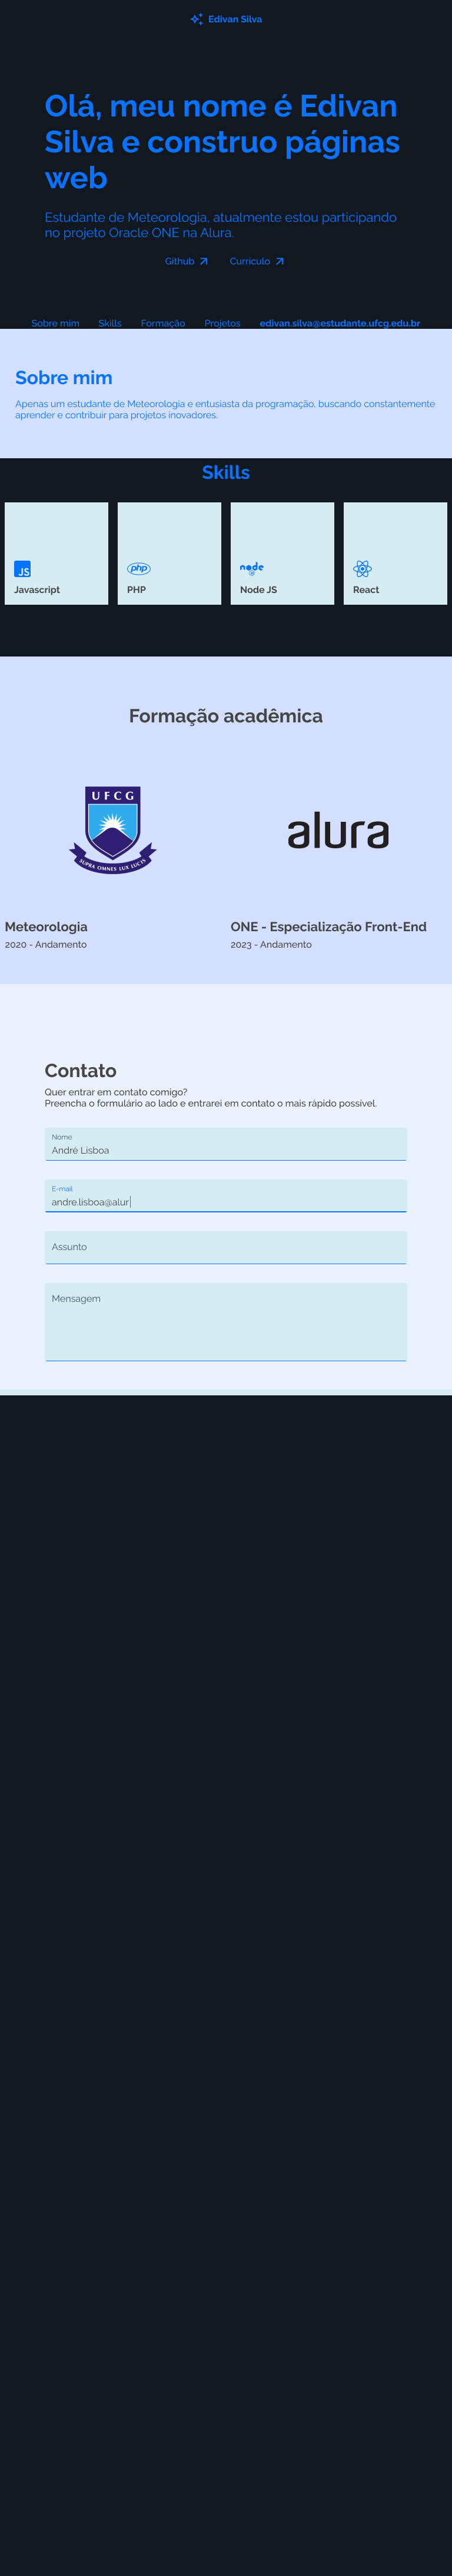 Edivan Silva
Olá, meu nome é Edivan
Silva e construo páginas
web
Estudante de Meteorologia, atualmente estou participando
no projeto Oracle ONE na Alura.
Github
Currículo
Sobre mim
Skills
Formação
Projetos
edivan.silva@estudante.ufcg.edu.br
Sobre mim
Apenas um estudante de Meteorologia e entusiasta da programação, buscando constantemente
aprender e contribuir para projetos inovadores.
Skills
JS
php
node
JS
Javascript
PHP
Node JS
React
Formação acadêmica
UFCG
SUPRA OMNES LUX LUCIS
alura
Meteorologia
2020 - Andamento
ONE - Especialização Front-End
2023 - Andamento
Contato
Quer entrar em contato comigo?
Preencha o formulário ao lado e entrarei em contato o mais rápido possível.
Nome
André Lisboa
E-mail
andre.lisboa@alur
Assunto
Mensagem